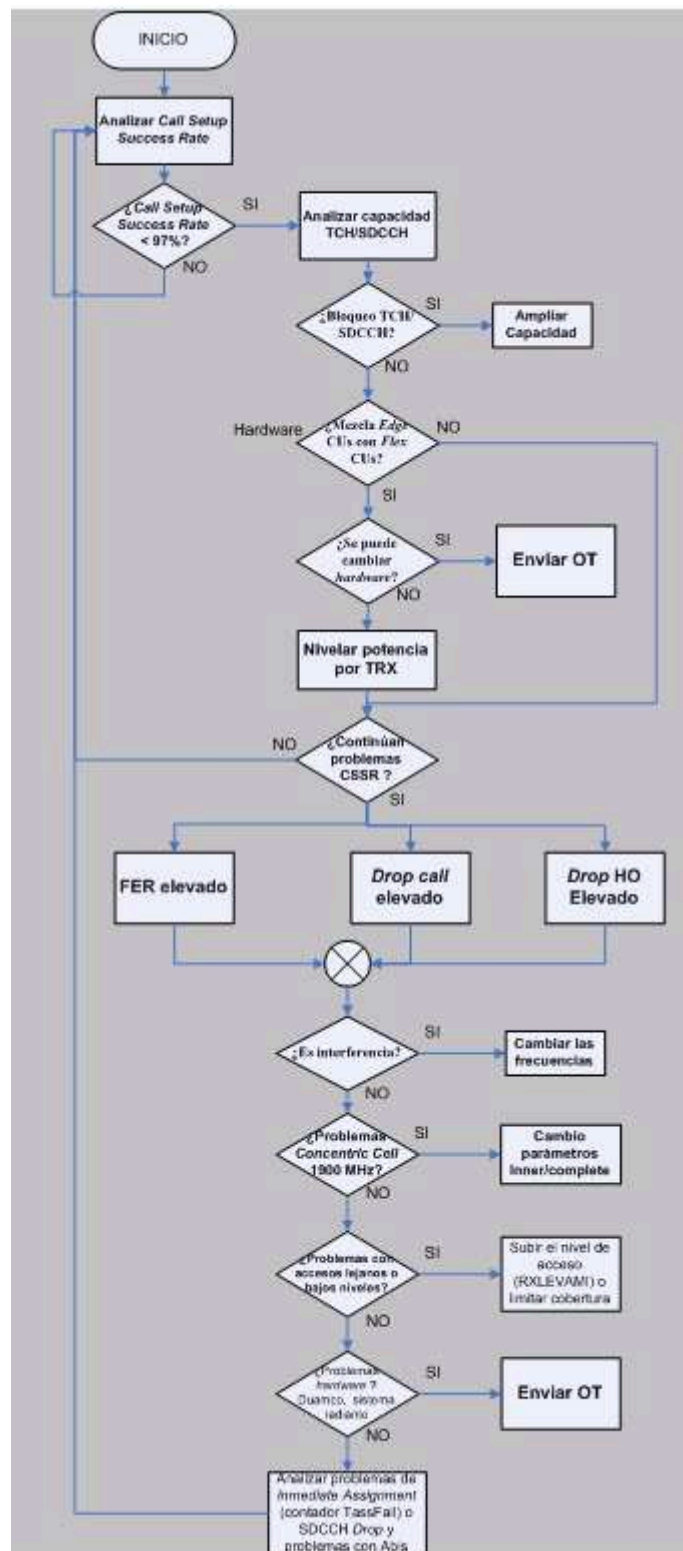 INICIO
Analizar Call Setup
Success Rate
¿Call Setup
Success Rate
< 97%?
SI
NO
Analizar capacidad
TCH/SDCCH
¿Bloqueo TCH/
SDCCH?
SI
NO
Ampliar
Capacidad
Hardware
¿Mezcla Edge
CUs con Flex
CUs?
NO
SI
¿Se puede
cambiar
hardware?
SI
NO
Enviar OT
Nivelar potencia
por TRX
¿Continúan
problemas
CSSR ?
NO
SI
FER elevado
Drop call
elevado
Drop HO
Elevado
¿Es interferencia?
SI
NO
Cambiar las
frecuencias
¿Problemas
Concentric Cell
1900 MHz?
SI
NO
Cambio
parámetros
Inner/complete
¿Problemas con
accesos lejanos o
bajos niveles?
SI
NO
Subir el nivel de
acceso
(RXLEVAMI) o
limitar cobertura
¿Problemas
hardware ?
Duamco, sistema
radiante
SI
NO
Enviar OT
Analizar problemas de
Inmediate Assignment
(contador TassFail) o
SDCCH Drop y
problemas con Abis